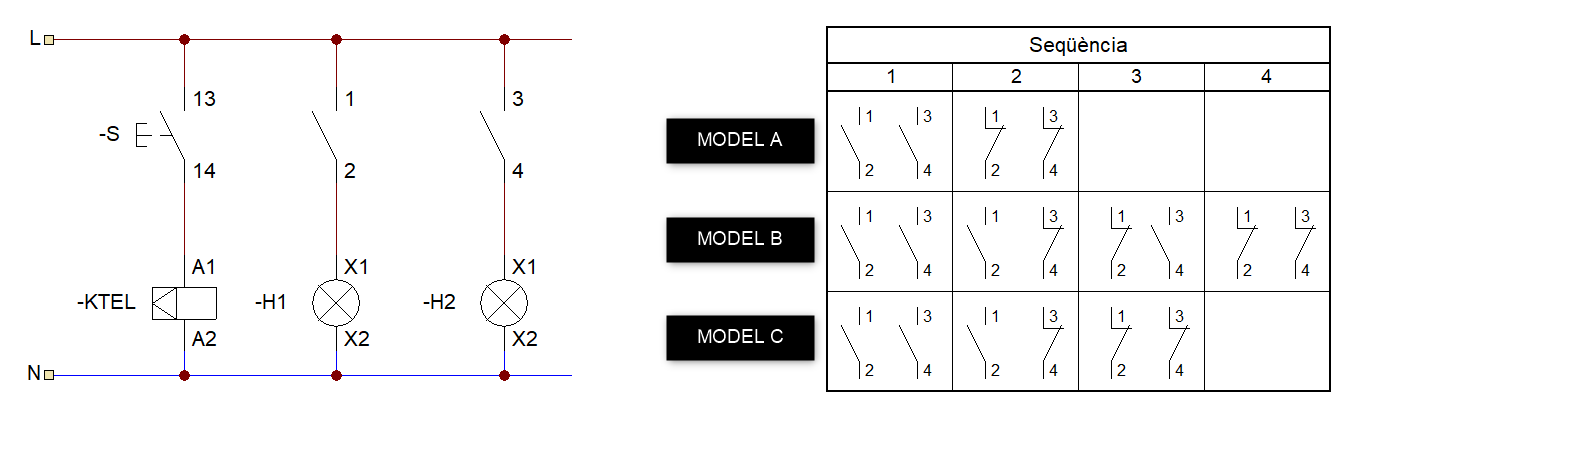 L
13
1
3
-S
14
2
4
A1
X1
X1
-KTEL
-H1
-H2
A2
X2
X2
N
Seqüència
1 2 3 4
MODEL A
1 3 1 3
2 4 2 4
MODEL B
1 3 1 3 1 3 1 3
2 4 2 4 2 4 2 4
MODEL C
1 3 1 3 1 3
2 4 2 4 2 4